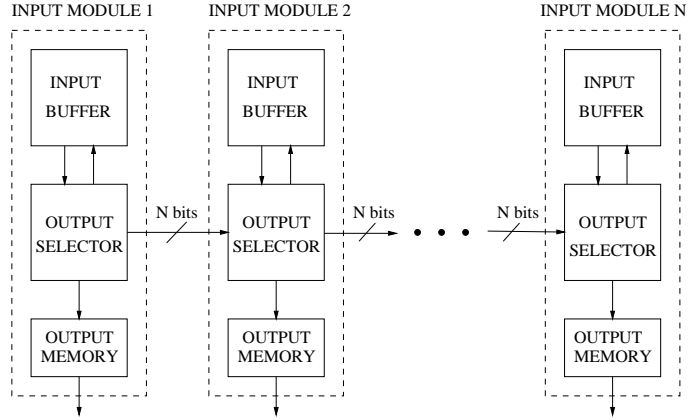 INPUT MODULE 1
INPUT MODULE 2
INPUT MODULE N
INPUT
BUFFER
INPUT
BUFFER
INPUT
BUFFER
OUTPUT
SELECTOR
N bits
OUTPUT
SELECTOR
N bits
N bits
OUTPUT
SELECTOR
OUTPUT
MEMORY
OUTPUT
MEMORY
OUTPUT
MEMORY